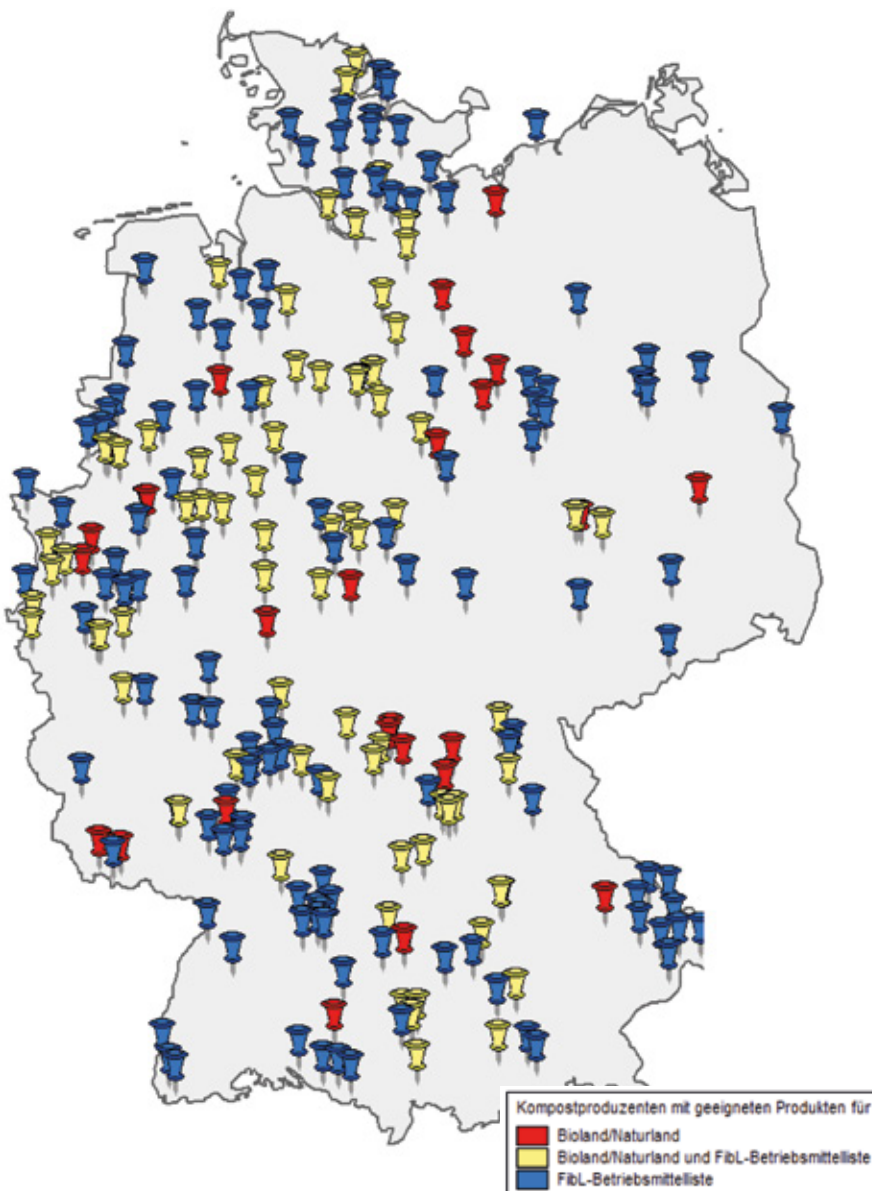 Kompostproduzenten mit geeigneten Produkten für
Bioland/Naturland
Bioland/Naturland und FibL-Betriebsmittelliste
FibL-Betriebsmittelliste